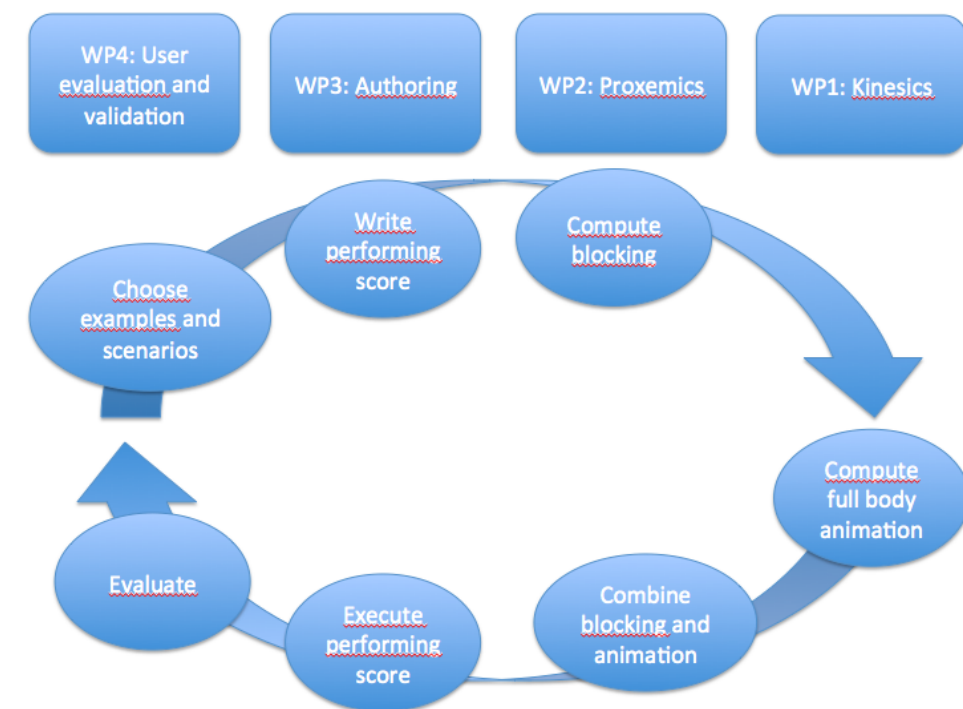 WP4: User
evaluation and
validation
WP3: Authoring
WP2: Proxemics
WP1: Kinesics
Write
performing
score
Compute
blocking
Choose
examples and
scenarios
Compute
full body
animation
Evaluate
Execute
performing
score
Combine
blocking and
animation